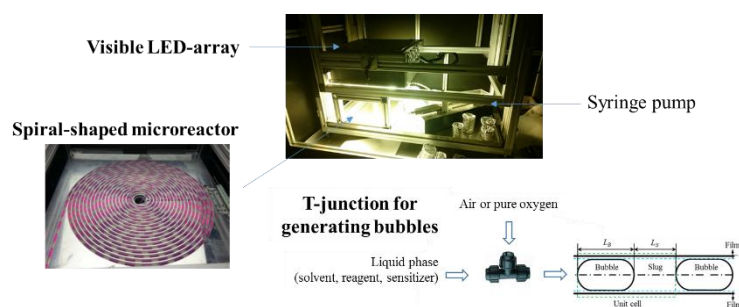 Visible LED-array
Syringe pump
Spiral-shaped microreactor
T-junction for
generating bubbles
Air or pure oxygen
Liquid phase
(solvent, reagent, sensitizer)
L_B
L_S
Film
Bubble
Slug
Bubble
Unit cell
Film